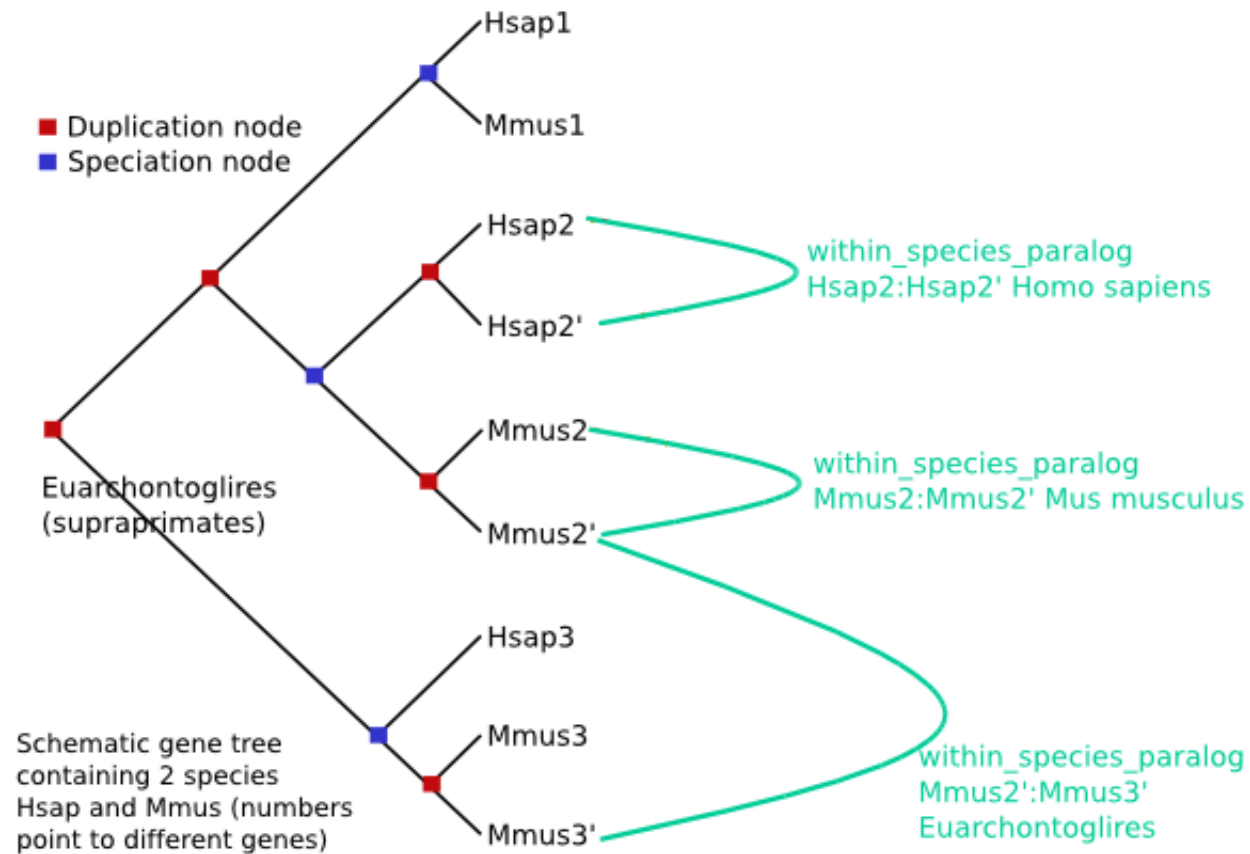 Hsap1
Duplication node
Mmus1
Speciation node
Hsap2
within_species_paralog
Hsap2:Hsap2' Homo sapiens
Hsap2'
Mmus2
within_species_paralog
Mmus2:Mmus2' Mus musculus
Euarchontoglires
(supraprimates)
Mmus2'
Hsap3
Mmus3
Schematic gene tree
containing 2 species
Hsap and Mmus (numbers
point to different genes)
within_species_paralog
Mmus2':Mmus3'
Euarchontoglires
Mmus3'